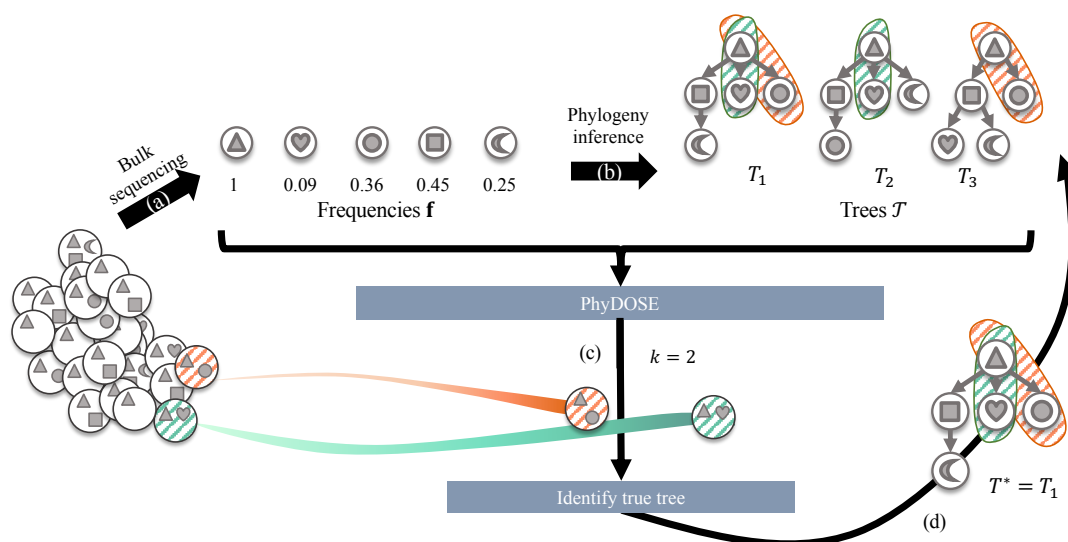 Bulk
sequencing
(a)
1 0.09 0.36 0.45 0.25
Frequencies f
Phylogeny
inference
(b)
T₁ T₂ T₃
Trees 𝒯
PhyDOSE
(c)
k = 2
Identify true tree
T* = T₁
(d)